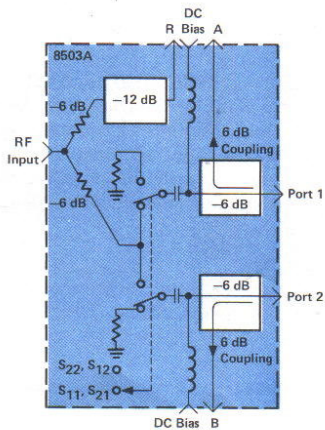 DC
R Bias A
8503A
–6 dB
–12 dB
RF
Input
–6 dB
6 dB
Coupling
–6 dB
Port 1
–6 dB
Port 2
6 dB
Coupling
S22, S12
S11, S21
DC Bias B